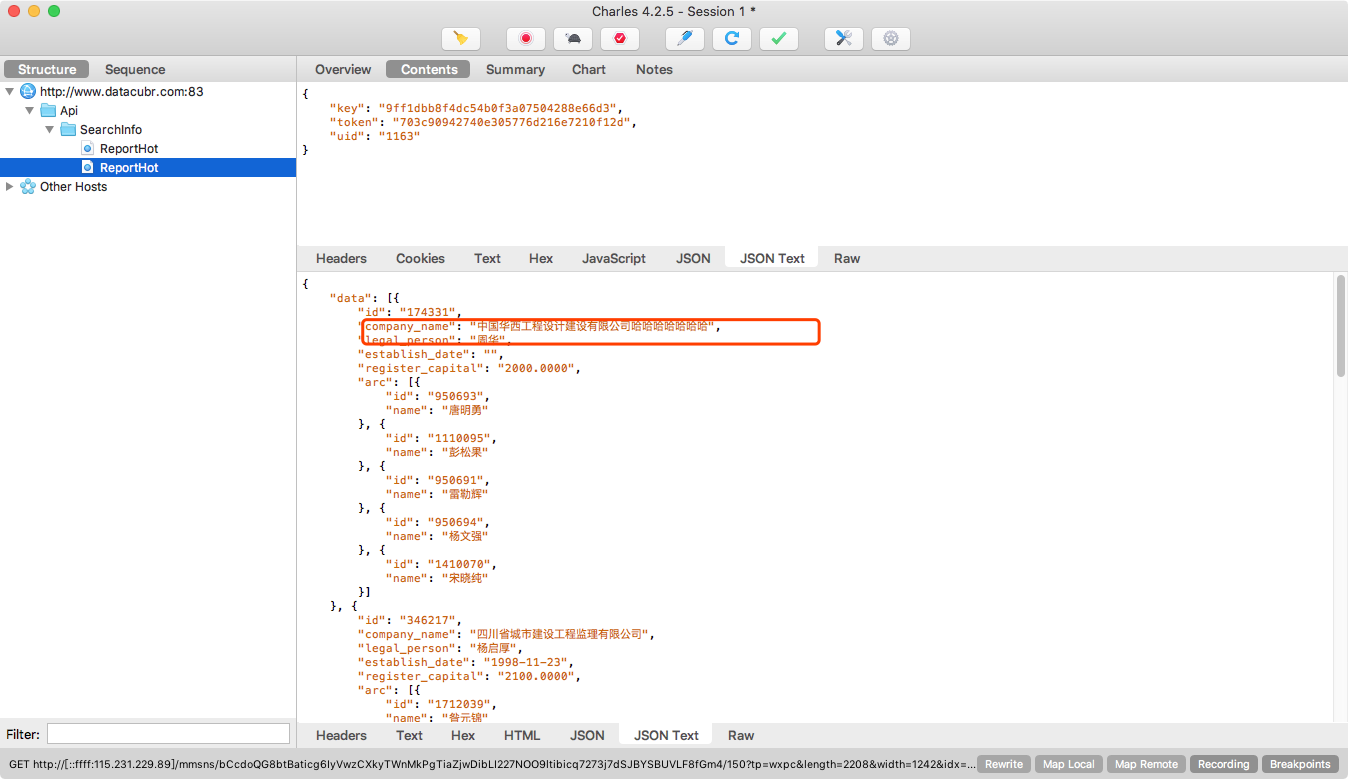 Charles 4.2.5 - Session 1 *
Structure
Sequence
Overview
Contents
Summary
Chart
Notes
http://www.datacubr.com:83
Api
SearchInfo
ReportHot
ReportHot
Other Hosts
{
"key": "9ff1dbb8f4dc54b0f3a07504288e66d3",
"token": "703c90942740e305776d216e7210f12d",
"uid": "1163"
}
Headers
Cookies
Text
Hex
JavaScript
JSON
JSON Text
Raw
{
"data": [{
"id": "174331",
"company_name": "中国华西工程设计建设有限公司哈哈哈哈哈哈哈",
"legal_person": "周华",
"establish_date": "",
"register_capital": "2000.0000",
"arc": [{
"id": "950693",
"name": "唐明勇"
}, {
"id": "1110095",
"name": "彭松果"
}, {
"id": "950691",
"name": "雷勒辉"
}, {
"id": "950694",
"name": "杨文强"
}, {
"id": "1410070",
"name": "宋晓纯"
}]
}, {
"id": "346217",
"company_name": "四川省城市建设工程监理有限公司",
"legal_person": "杨启厚",
"establish_date": "1998-11-23",
"register_capital": "2100.0000",
"arc": [{
"id": "1712039",
"name": "昝元锦"
Headers
Text
Hex
HTML
JSON
JSON Text
Raw
Filter:
GET http://[::ffff:115.231.229.89]/mmsns/bCcdoQG8btBaticg6IyVwzCXkyTWnMkPgTiaZjwDibLI227NOO9Itibicq7273j7dSJBYSBUVLF8fGm4/150?tp=wxpc&length=2208&width=1242&idx=...
Rewrite
Map Local
Map Remote
Recording
Breakpoints